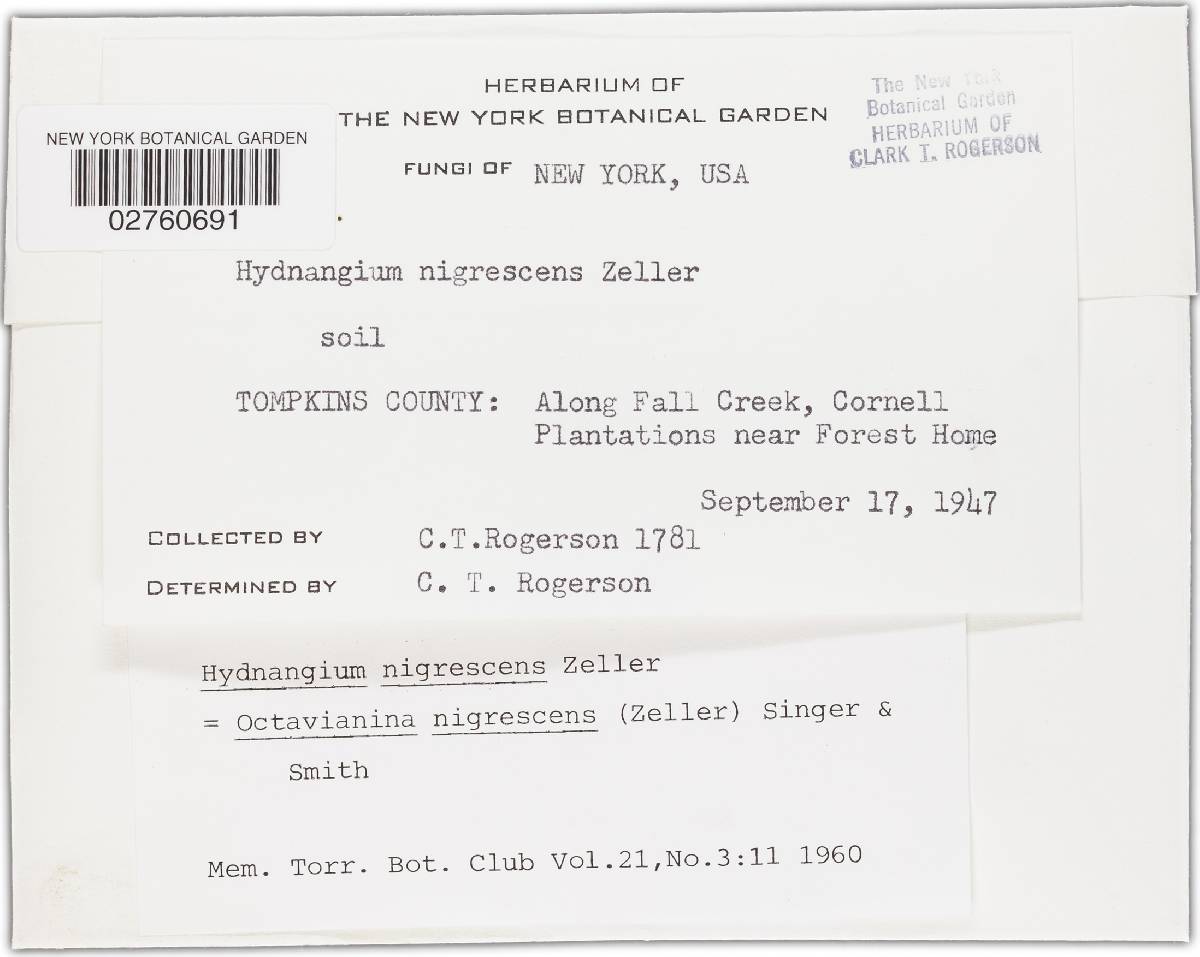 HERBARIUM OF
THE NEW YORK BOTANICAL GARDEN
The New York
Botanical Garden
HERBARIUM OF
CLARK T. ROGERSON
NEW YORK BOTANICAL GARDEN
02760691
FUNGI OF NEW YORK, USA
Hydnangium nigrescens Zeller
soil
TOMPKINS COUNTY: Along Fall Creek, Cornell
Plantations near Forest Home
September 17, 1947
COLLECTED BY C.T.Rogerson 1781
DETERMINED BY C. T. Rogerson
Hydnangium nigrescens Zeller
= Octavianina nigrescens (Zeller) Singer &
Smith
Mem. Torr. Bot. Club Vol.21,No.3:11 1960